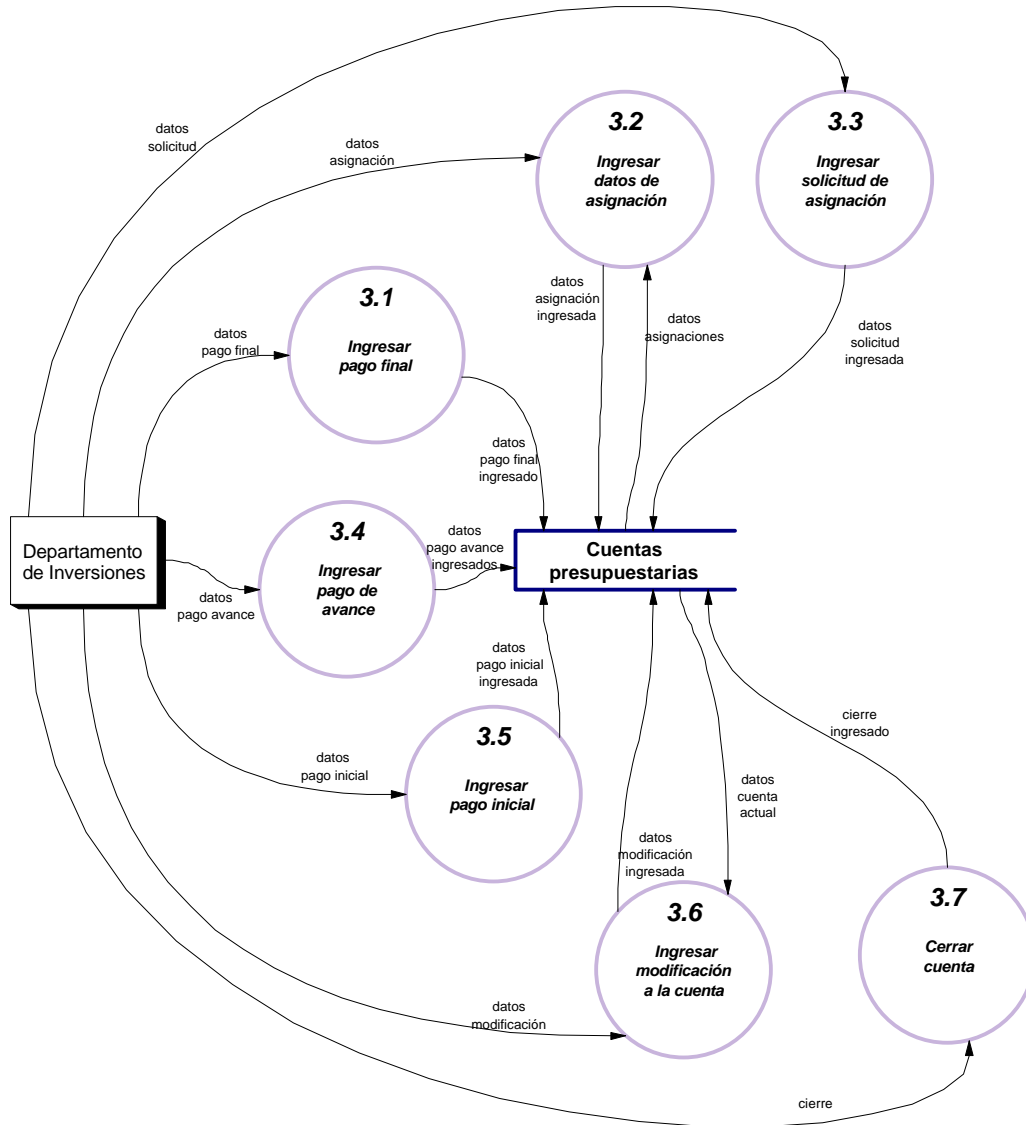 datos
solicitud
datos
asignación
3.2
Ingresar
datos de
asignación
3.3
Ingresar
solicitud de
asignación
datos
pago final
3.1
Ingresar
pago final
datos
asignación
ingresada
datos
asignaciones
datos
solicitud
ingresada
datos
pago final
ingresado
Departamento
de Inversiones
datos
pago avance
3.4
Ingresar
pago de
avance
datos
pago avance
ingresados
Cuentas
presupuestarias
datos
pago inicial
ingresada
datos
pago inicial
3.5
Ingresar
pago inicial
cierre
ingresado
datos
cuenta
actual
datos
modificación
ingresada
3.6
Ingresar
modificación
a la cuenta
3.7
Cerrar
cuenta
datos
modificación
cierre